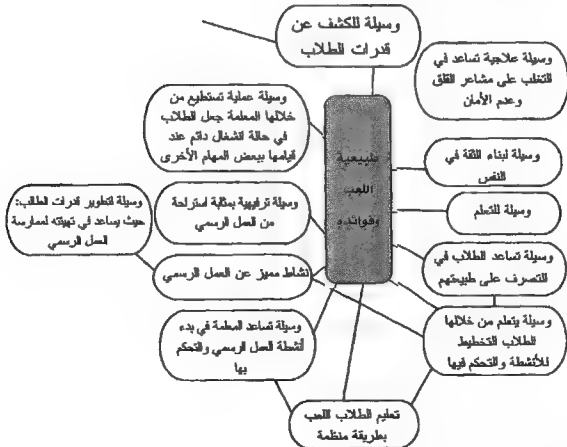 وسيلة للكشف عن
قدرات الطلاب
وسيلة علاجية تساعد في
التغلب على مشاعر القلق
وعدم الأمان
وسيلة عملية تستطيع من
خلالها المعلمة جعل الطلاب
في حالة انشغال دائم عند
قيامها ببعض المهام الأخرى
طبيعية
اللعب
وفوائده
وسيلة لبناء الثقة في
النفس
وسيلة للتعلم
وسيلة ترفيهية بمثابة استراحة
من العمل الرسمي
وسيلة لتطوير قدرات الطالب:
حيث يساعد في تهيئته لممارسة
العمل الرسمي
وسيلة تساعد الطلاب في
التصرف على طبيعتهم
نشاط مميز عن العمل الرسمي
وسيلة يتعلم من خلالها
الطلاب التخطيط
للأنشطة والتحكم فيها
وسيلة تساعد المعلمة في بدء
أنشطة العمل الرسمي والتحكم
بها
تعليم الطلاب اللعب
بطريقة منظمة